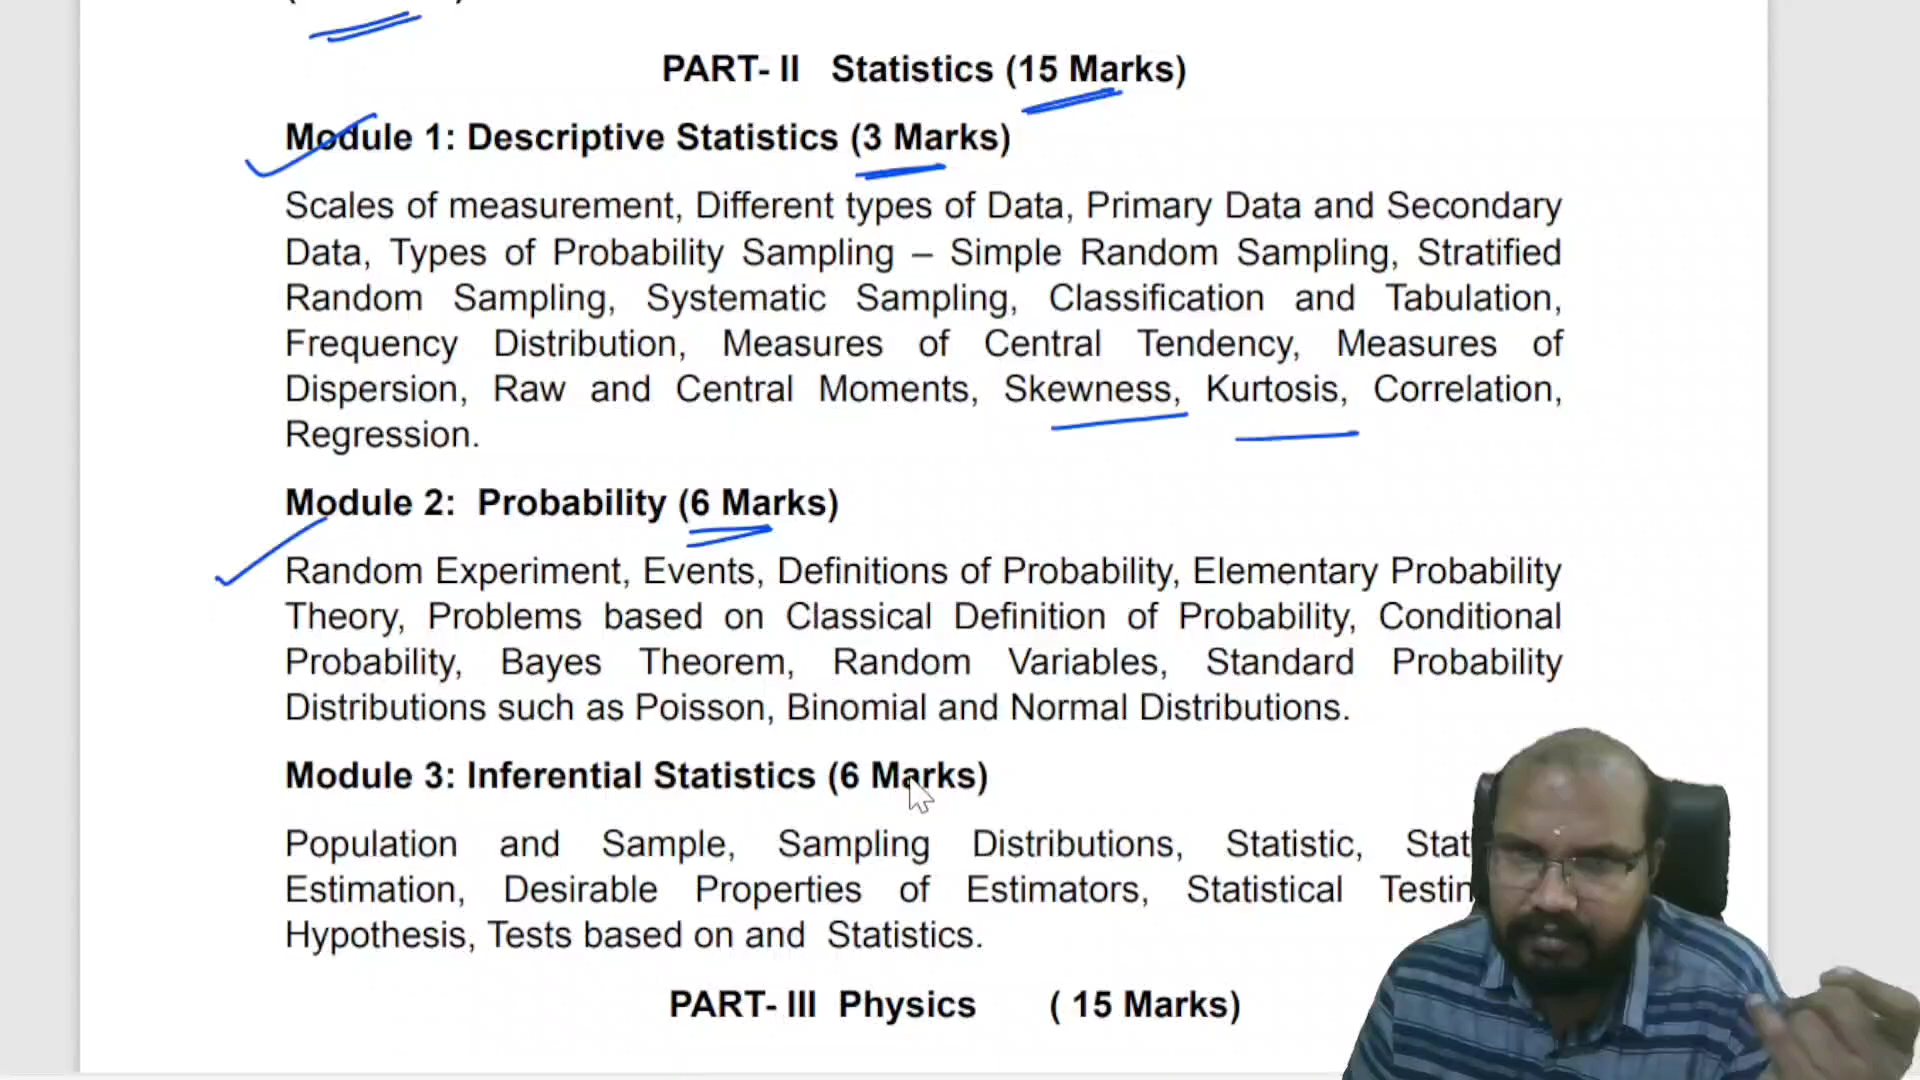 PART- II Statistics (15 Marks)
Module 1: Descriptive Statistics (3 Marks)
Scales of measurement, Different types of Data, Primary Data and Secondary
Data, Types of Probability Sampling – Simple Random Sampling, Stratified
Random Sampling, Systematic Sampling, Classification and Tabulation,
Frequency Distribution, Measures of Central Tendency, Measures of
Dispersion, Raw and Central Moments, Skewness, Kurtosis, Correlation,
Regression.
Module 2: Probability (6 Marks)
Random Experiment, Events, Definitions of Probability, Elementary Probability
Theory, Problems based on Classical Definition of Probability, Conditional
Probability, Bayes Theorem, Random Variables, Standard Probability
Distributions such as Poisson, Binomial and Normal Distributions.
Module 3: Inferential Statistics (6 Marks)
Population and Sample, Sampling Distributions, Statistic,
Estimation, Desirable Properties of Estimators, Statistical
Hypothesis, Tests based on and Statistics.
PART- III Physics ( 15 Marks)